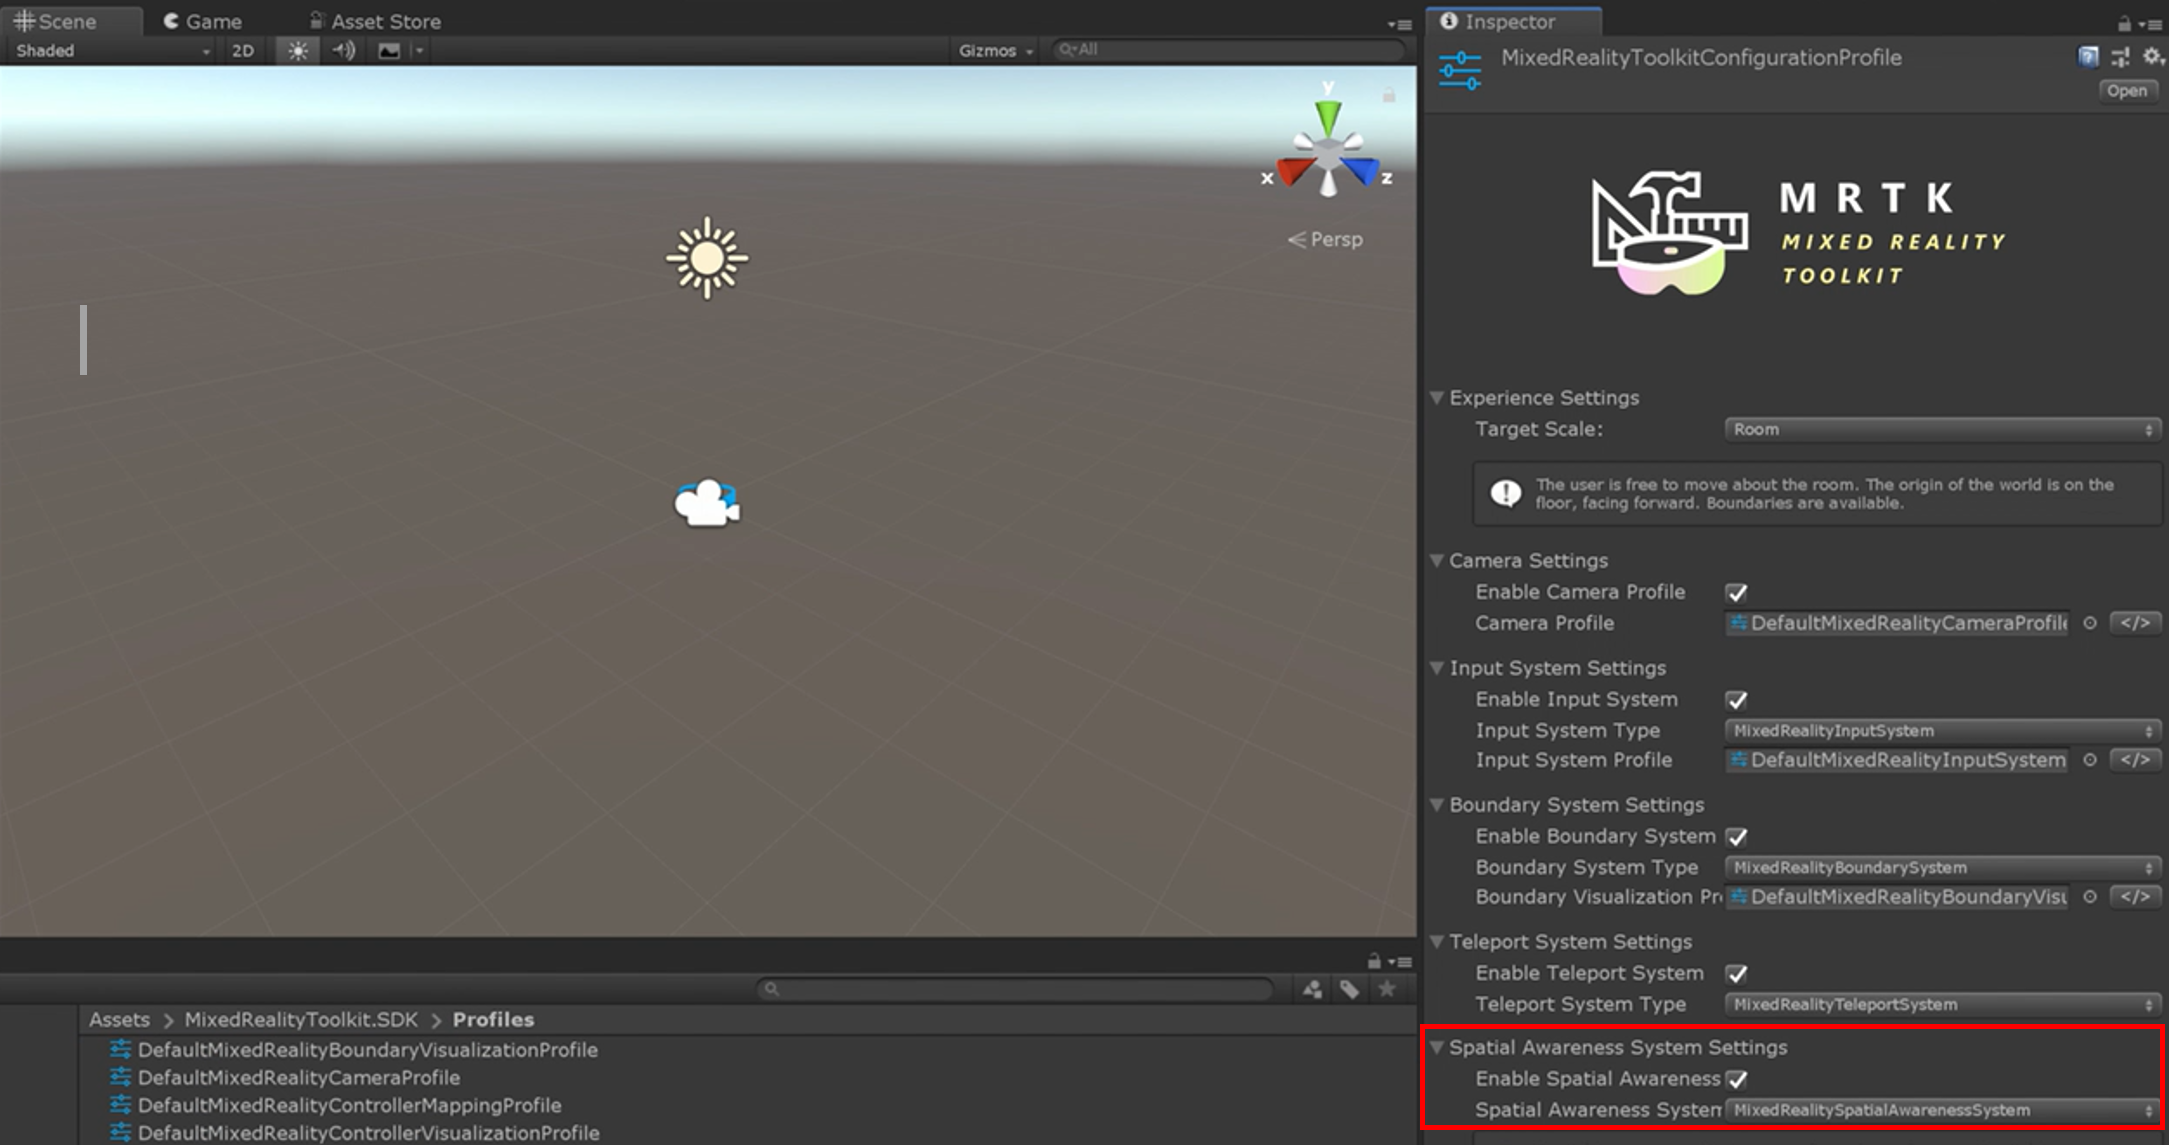 Scene Game Asset Store
Shaded 2D Gizmos All
y
x z
Persp
Assets > MixedRealityToolkit.SDK > Profiles
DefaultMixedRealityBoundaryVisualizationProfile
DefaultMixedRealityCameraProfile
DefaultMixedRealityControllerMappingProfile
DefaultMixedRealityControllerVisualizationProfile
Inspector
MixedRealityToolkitConfigurationProfile
Open
MRTK
MIXED REALITY
TOOLKIT
Experience Settings
Target Scale: Room
The user is free to move about the room. The origin of the world is on the
floor, facing forward. Boundaries are available.
Camera Settings
Enable Camera Profile
Camera Profile DefaultMixedRealityCameraProfile </>
Input System Settings
Enable Input System
Input System Type MixedRealityInputSystem
Input System Profile DefaultMixedRealityInputSystem </>
Boundary System Settings
Enable Boundary System
Boundary System Type MixedRealityBoundarySystem
Boundary Visualization Pr DefaultMixedRealityBoundaryVisu </>
Teleport System Settings
Enable Teleport System
Teleport System Type MixedRealityTeleportSystem
Spatial Awareness System Settings
Enable Spatial Awareness
Spatial Awareness System MixedRealitySpatialAwarenessSystem